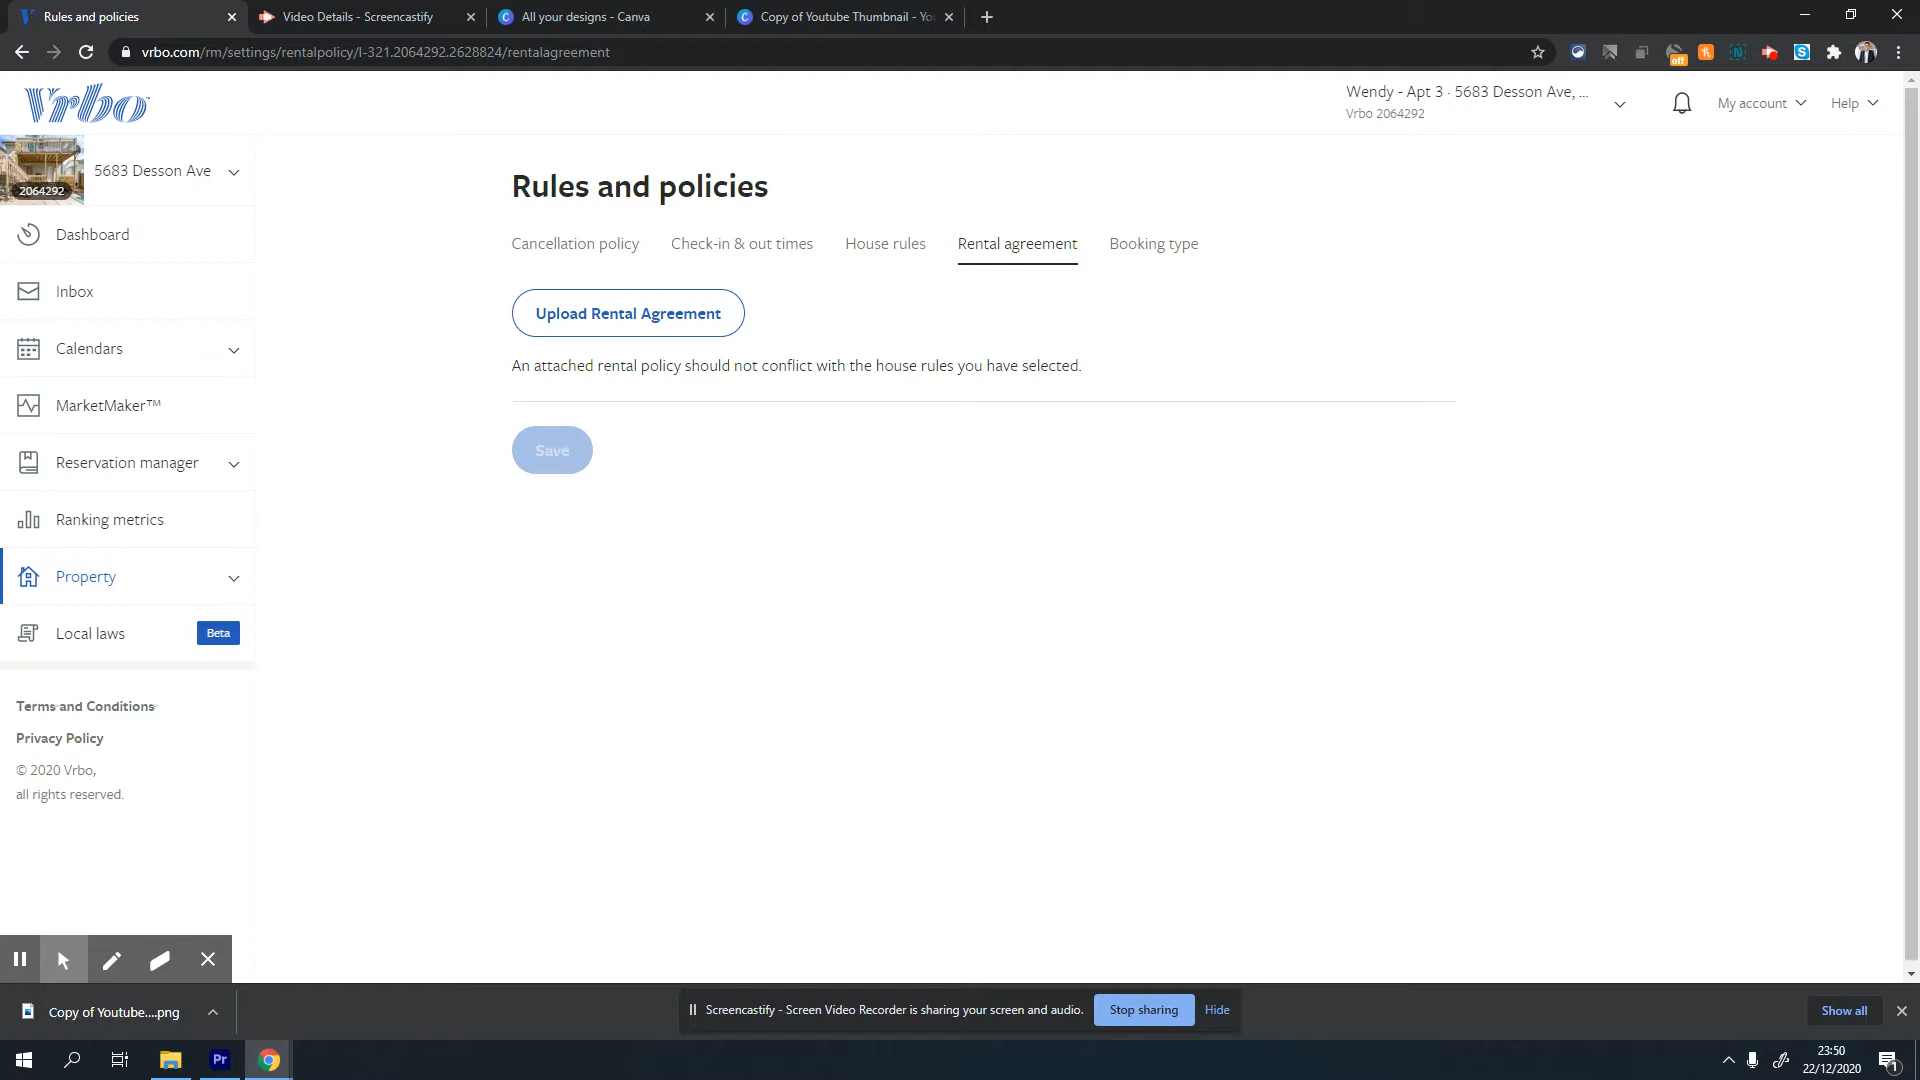 Rules and policies
Video Details - Screencastify
All your designs - Canva
Copy of Youtube Thumbnail - Yo
vrbo.com/rm/settings/rentalpolicy/l-321.2064292.2628824/rentalagreement
off
Vrbo
Wendy - Apt 3 · 5683 Desson Ave, ...
Vrbo 2064292
My account
Help
2064292
5683 Desson Ave
Dashboard
Inbox
Calendars
MarketMaker™
Reservation manager
Ranking metrics
Property
Local laws
Beta
Terms and Conditions
Privacy Policy
© 2020 Vrbo,
all rights reserved.
Rules and policies
Cancellation policy
Check-in & out times
House rules
Rental agreement
Booking type
Upload Rental Agreement
An attached rental policy should not conflict with the house rules you have selected.
Save
Copy of Youtube....png
Screencastify - Screen Video Recorder is sharing your screen and audio.
Stop sharing
Hide
Show all
Pr
23:50
22/12/2020
1